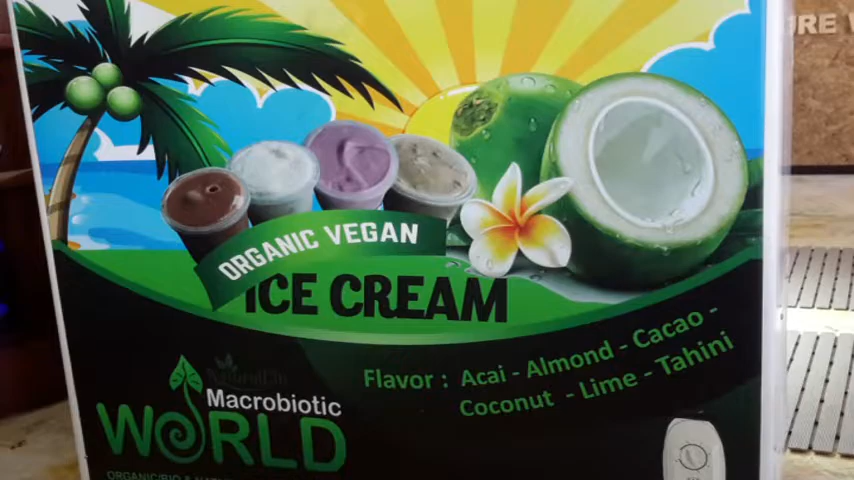 ORGANIC VEGAN
ICE CREAM
Flavor : Acai - Almond - Cacao -
Coconut - Lime - Tahini
Macrobiotic
WORLD